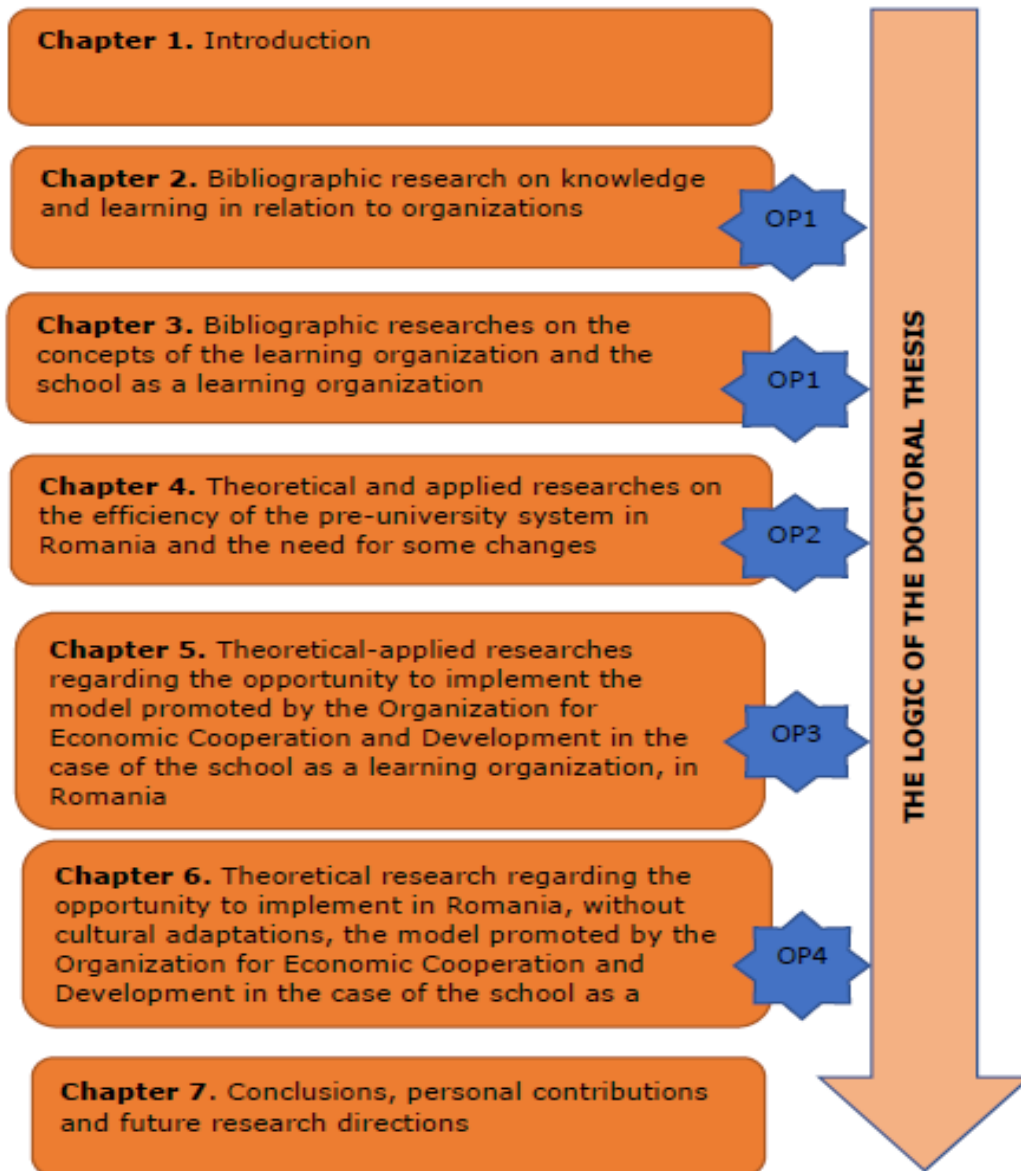 Chapter 1. Introduction
Chapter 2. Bibliographic research on knowledge
and learning in relation to organizations
OP1
Chapter 3. Bibliographic researches on the
concepts of the learning organization and the
school as a learning organization
OP1
Chapter 4. Theoretical and applied researches on
the efficiency of the pre-university system in
Romania and the need for some changes
OP2
Chapter 5. Theoretical-applied researches
regarding the opportunity to implement the
model promoted by the Organization for
Economic Cooperation and Development in the
case of the school as a learning organization, in
Romania
OP3
Chapter 6. Theoretical research regarding the
opportunity to implement in Romania, without
cultural adaptations, the model promoted by the
Organization for Economic Cooperation and
Development in the case of the school as a
OP4
Chapter 7. Conclusions, personal contributions
and future research directions
THE LOGIC OF THE DOCTORAL THESIS